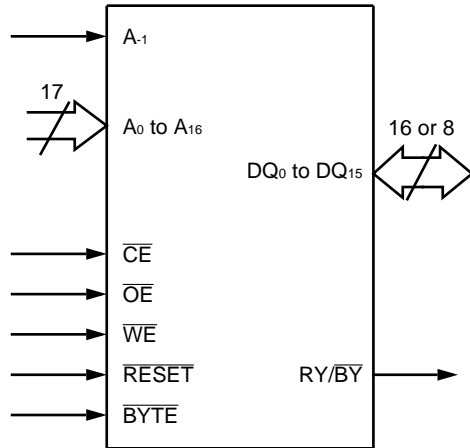 A-1
17
A0 to A16
16 or 8
DQ0 to DQ15
CE
OE
WE
RESET
RY/BY
BYTE